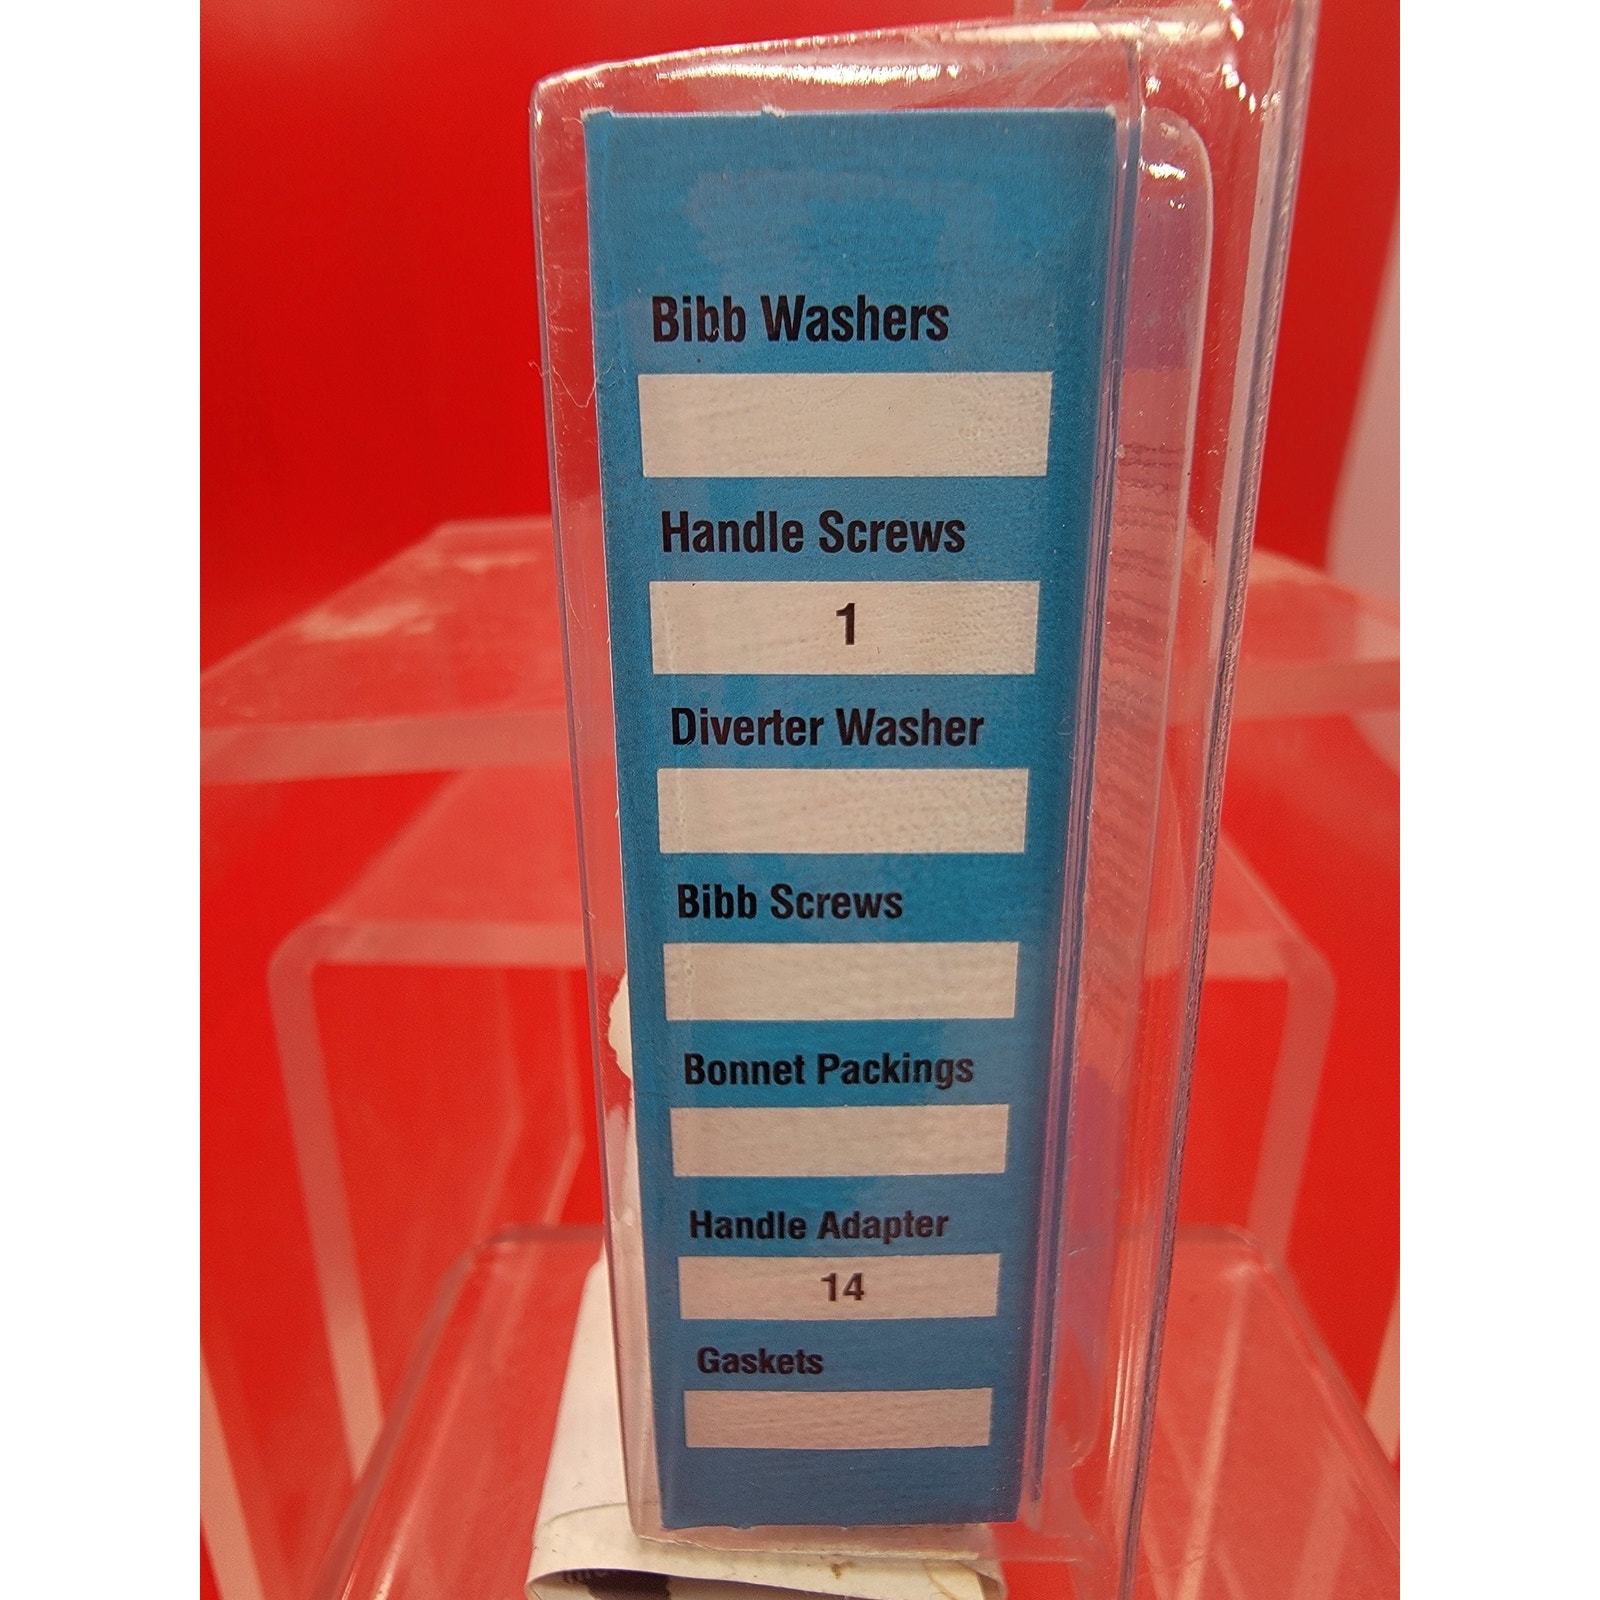 Bibb Washers
Handle Screws
1
Diverter Washer
Bibb Screws
Bonnet Packings
Handle Adapter
14
Gaskets